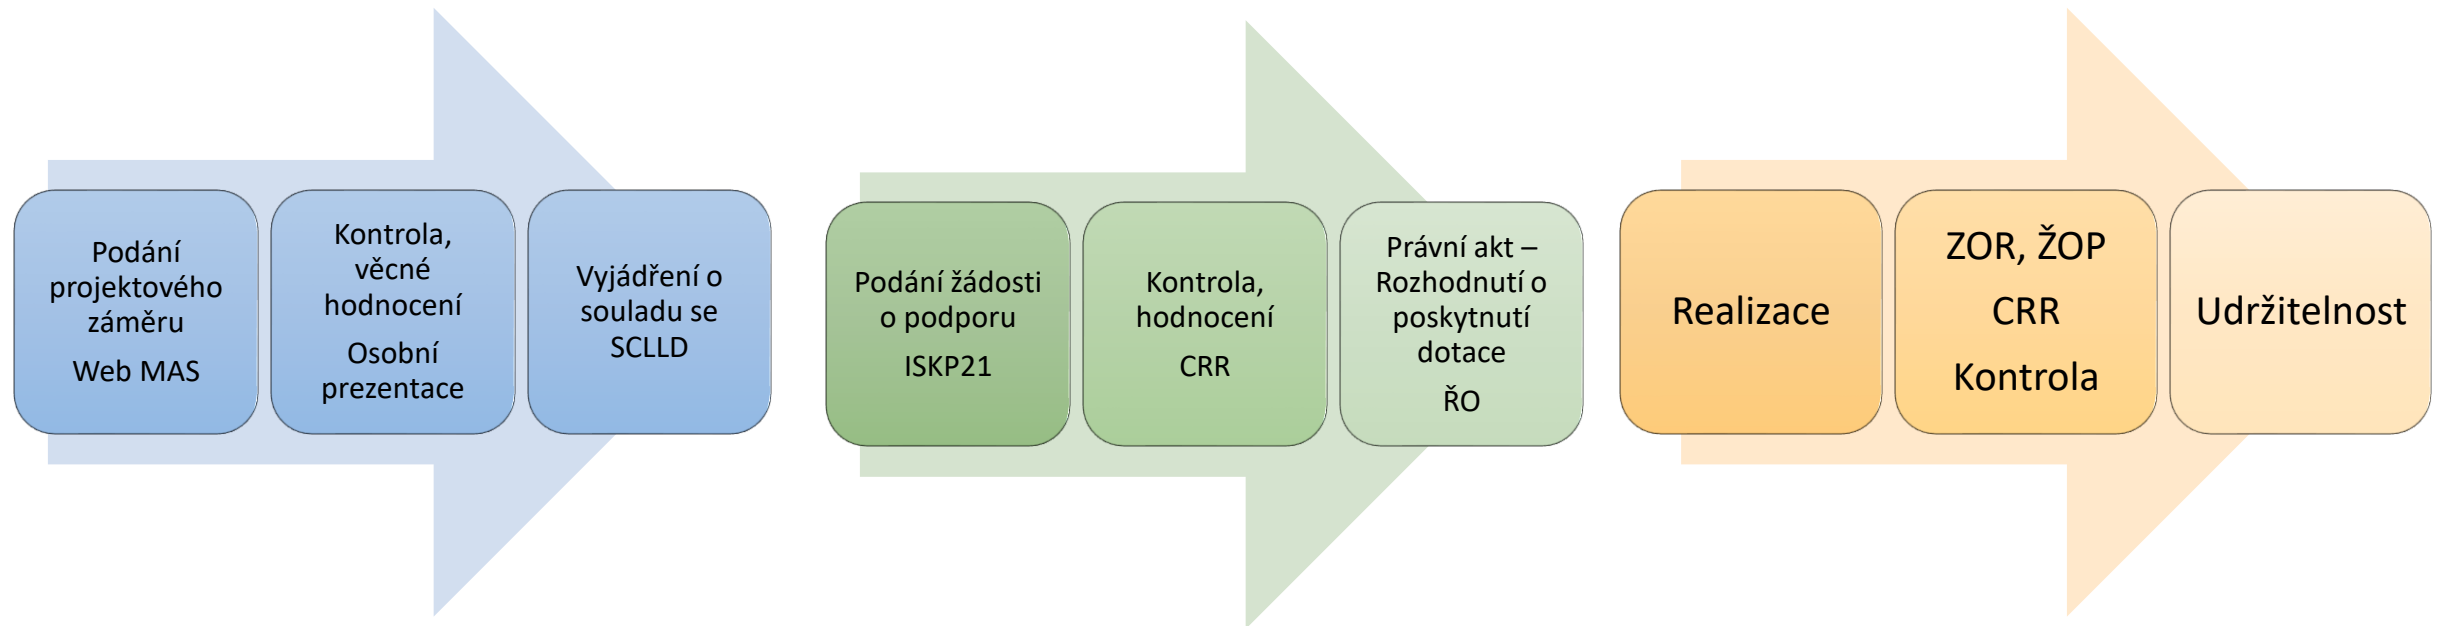 Podání
projektového
záměru
Web MAS
Kontrola,
věcné
hodnocení
Osobní
prezentace
Vyjádření o
souladu se
SCLLD
Podání žádosti
o podporu
ISKP21
Kontrola,
hodnocení
CRR
Právní akt –
Rozhodnutí o
poskytnutí
dotace
ŘO
Realizace
ZOR, ŽOP
CRR
Kontrola
Udržitelnost